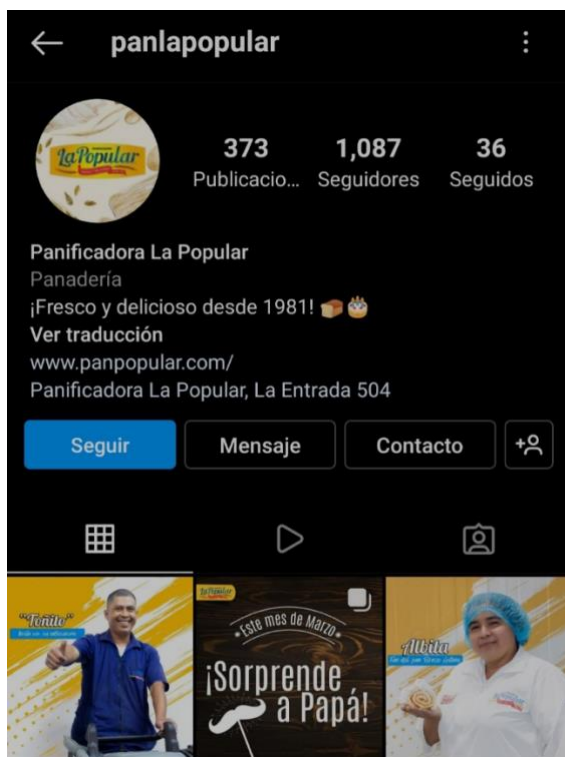 panlapopular
La Popular
373
Publicacio...
1,087
Seguidores
36
Seguidos
Panificadora La Popular
Panadería
¡Fresco y delicioso desde 1981!
Ver traducción
www.panpopular.com/
Panificadora La Popular, La Entrada 504
Seguir
Mensaje
Contacto
"Toñito"
La Popular
Este mes de Marzo
¡Sorprende
a Papá!
Albita